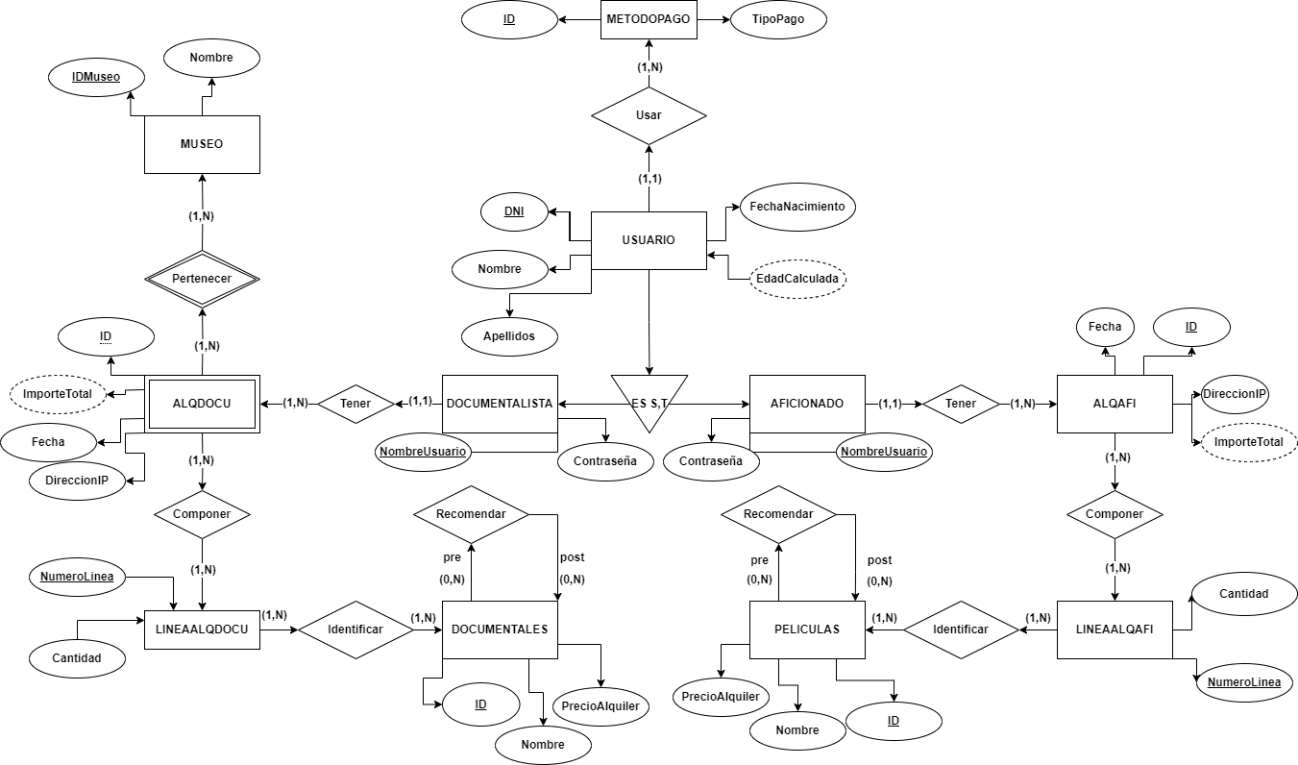 ID
METODOPAGO
TipoPago
Nombre
IDMuseo
(1,N)
Usar
MUSEO
(1,1)
(1,N)
DNI
FechaNacimiento
USUARIO
Nombre
EdadCalculada
Pertenecer
Apellidos
ID
(1,N)
Fecha
ID
ImporteTotal
ALQDOCU
(1,N)
Tener
(1,1)
DOCUMENTALISTA
ES S,T
AFICIONADO
(1,1)
Tener
(1,N)
ALQAFI
DireccionIP
Fecha
ImporteTotal
NombreUsuario
NombreUsuario
(1,N)
Contraseña
Contraseña
(1,N)
DireccionIP
Componer
Recomendar
Recomendar
Componer
pre
post
pre
post
(1,N)
(0,N)
(0,N)
(0,N)
(0,N)
(1,N)
NumeroLinea
Cantidad
(1,N)
(1,N)
(1,N)
(1,N)
LINEAALQDOCU
Identificar
DOCUMENTALES
PELICULAS
Identificar
LINEAALQAFI
Cantidad
NumeroLinea
PrecioAlquiler
PrecioAlquiler
ID
ID
Nombre
Nombre